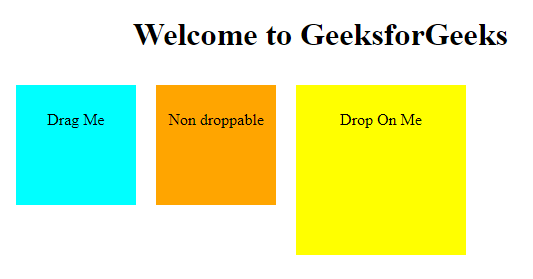 Welcome to GeeksforGeeks
Drag Me
Non droppable
Drop On Me